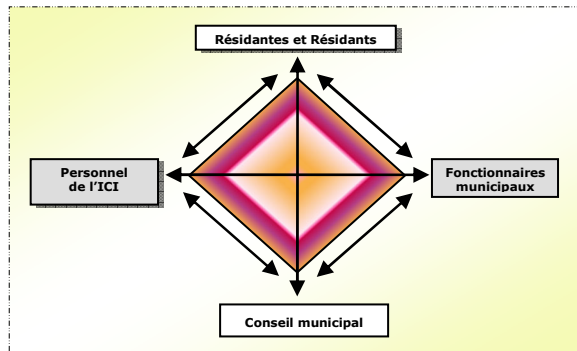 Résidantes et Résidants
Personnel
de l'ICI
Fonctionnaires
municipaux
Conseil municipal